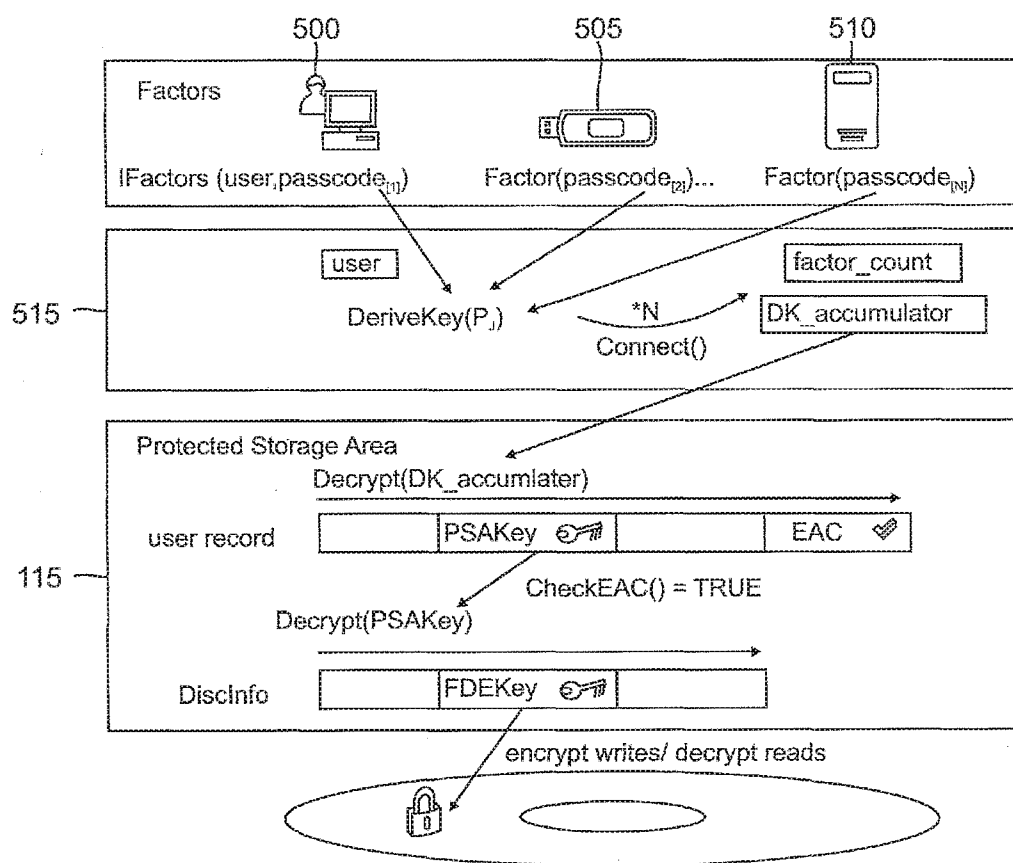 500 505 510
Factors
IFactors (user,passcode[1]) Factor(passcode[2])... Factor(passcode[N])
515
user
factor_count
DeriveKey(P,J)
*N
DK_accumulator
Connect()
115
Protected Storage Area
Decrypt(DK_accumlater)
user record
PSAKey
EAC
CheckEAC() = TRUE
Decrypt(PSAKey)
DiscInfo
FDEKey
encrypt writes/ decrypt reads